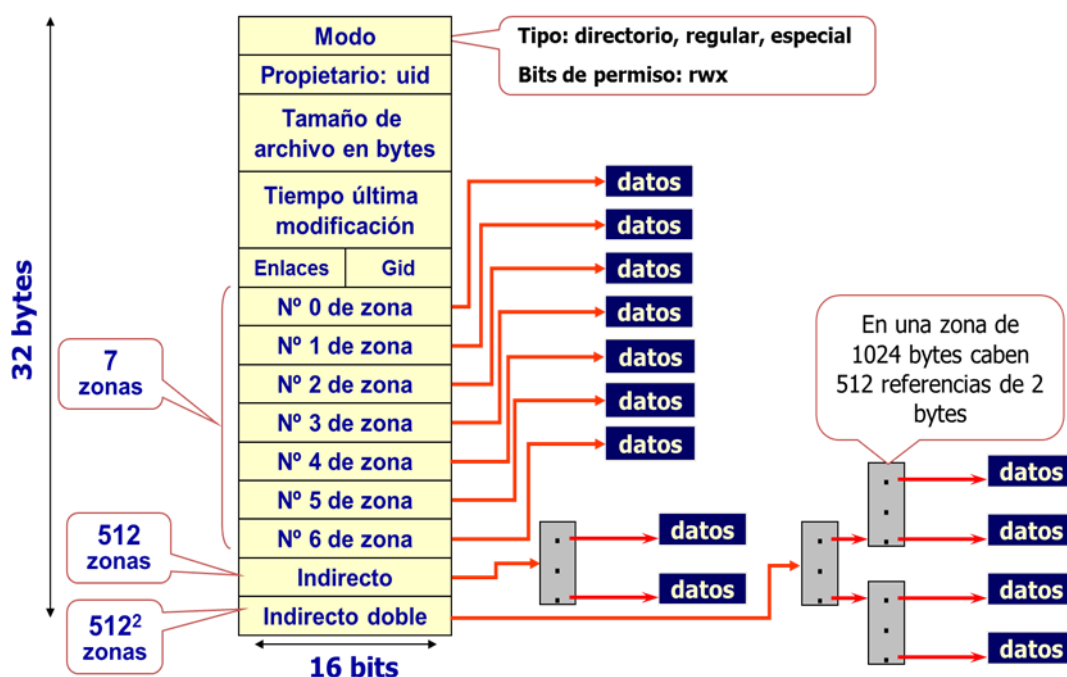 Modo
Tipo: directorio, regular, especial
Bits de permiso: rwx
Propietario: uid
Tamaño de
archivo en bytes
Tiempo última
modificación
Enlaces
Gid
Nº 0 de zona
Nº 1 de zona
Nº 2 de zona
Nº 3 de zona
Nº 4 de zona
Nº 5 de zona
Nº 6 de zona
Indirecto
Indirecto doble
32 bytes
16 bits
7
zonas
512
zonas
512²
zonas
datos
datos
datos
datos
datos
datos
datos
datos
datos
En una zona de
1024 bytes caben
512 referencias de 2
bytes
datos
datos
datos
datos